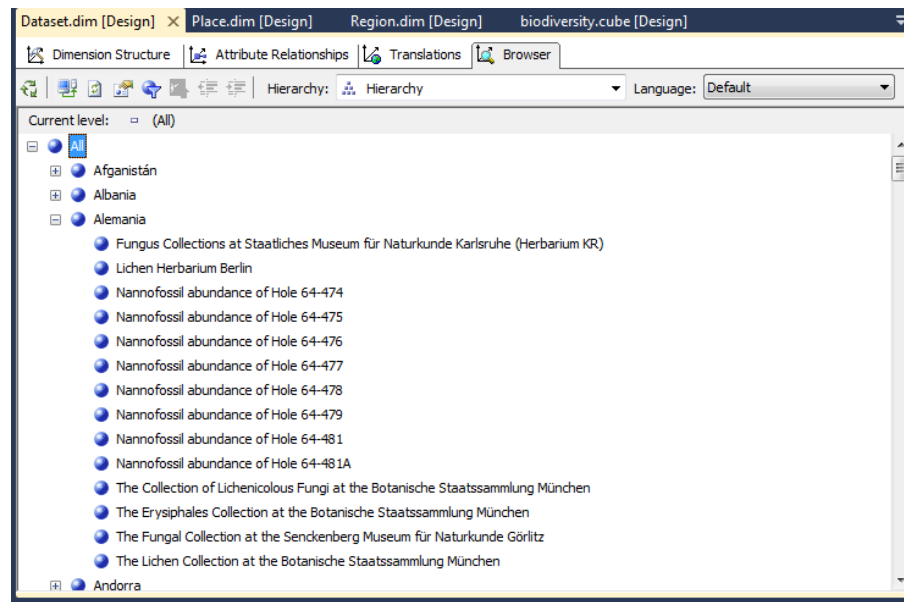 Dataset.dim [Design] Place.dim [Design] Region.dim [Design] biodiversity.cube [Design]
Dimension Structure Attribute Relationships Translations Browser
Hierarchy: Hierarchy Language: Default
Current level: (All)
All
Afganistán
Albania
Alemania
Fungus Collections at Staatliches Museum für Naturkunde Karlsruhe (Herbarium KR)
Lichen Herbarium Berlin
Nannofossil abundance of Hole 64-474
Nannofossil abundance of Hole 64-475
Nannofossil abundance of Hole 64-476
Nannofossil abundance of Hole 64-477
Nannofossil abundance of Hole 64-478
Nannofossil abundance of Hole 64-479
Nannofossil abundance of Hole 64-481
Nannofossil abundance of Hole 64-481A
The Collection of Lichenicolous Fungi at the Botanische Staatssammlung München
The Erysiphales Collection at the Botanische Staatssammlung München
The Fungal Collection at the Senckenberg Museum für Naturkunde Görlitz
The Lichen Collection at the Botanische Staatssammlung München
Andorra